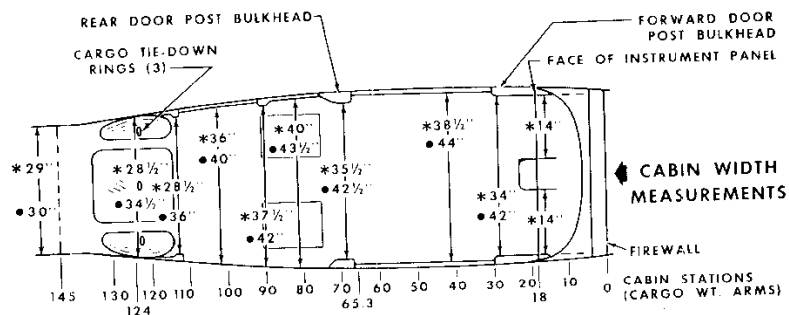 REAR DOOR POST BULKHEAD
FORWARD DOOR
POST BULKHEAD
CARGO TIE-DOWN
RINGS (3)
FACE OF INSTRUMENT PANEL
*29"
●30"
*28½"
●34½"
*28½"
●36"
*36"
●40"
*37½"
●42"
*40"
●43½"
*35½"
●42½"
*38½"
●44"
*34"
●42"
*14"
*14"
CABIN WIDTH
MEASUREMENTS
FIREWALL
CABIN STATIONS
(CARGO WT. ARMS)
145 130 120 110 100 90 80 70 60 50 40 30 10 0
124 65.3 18